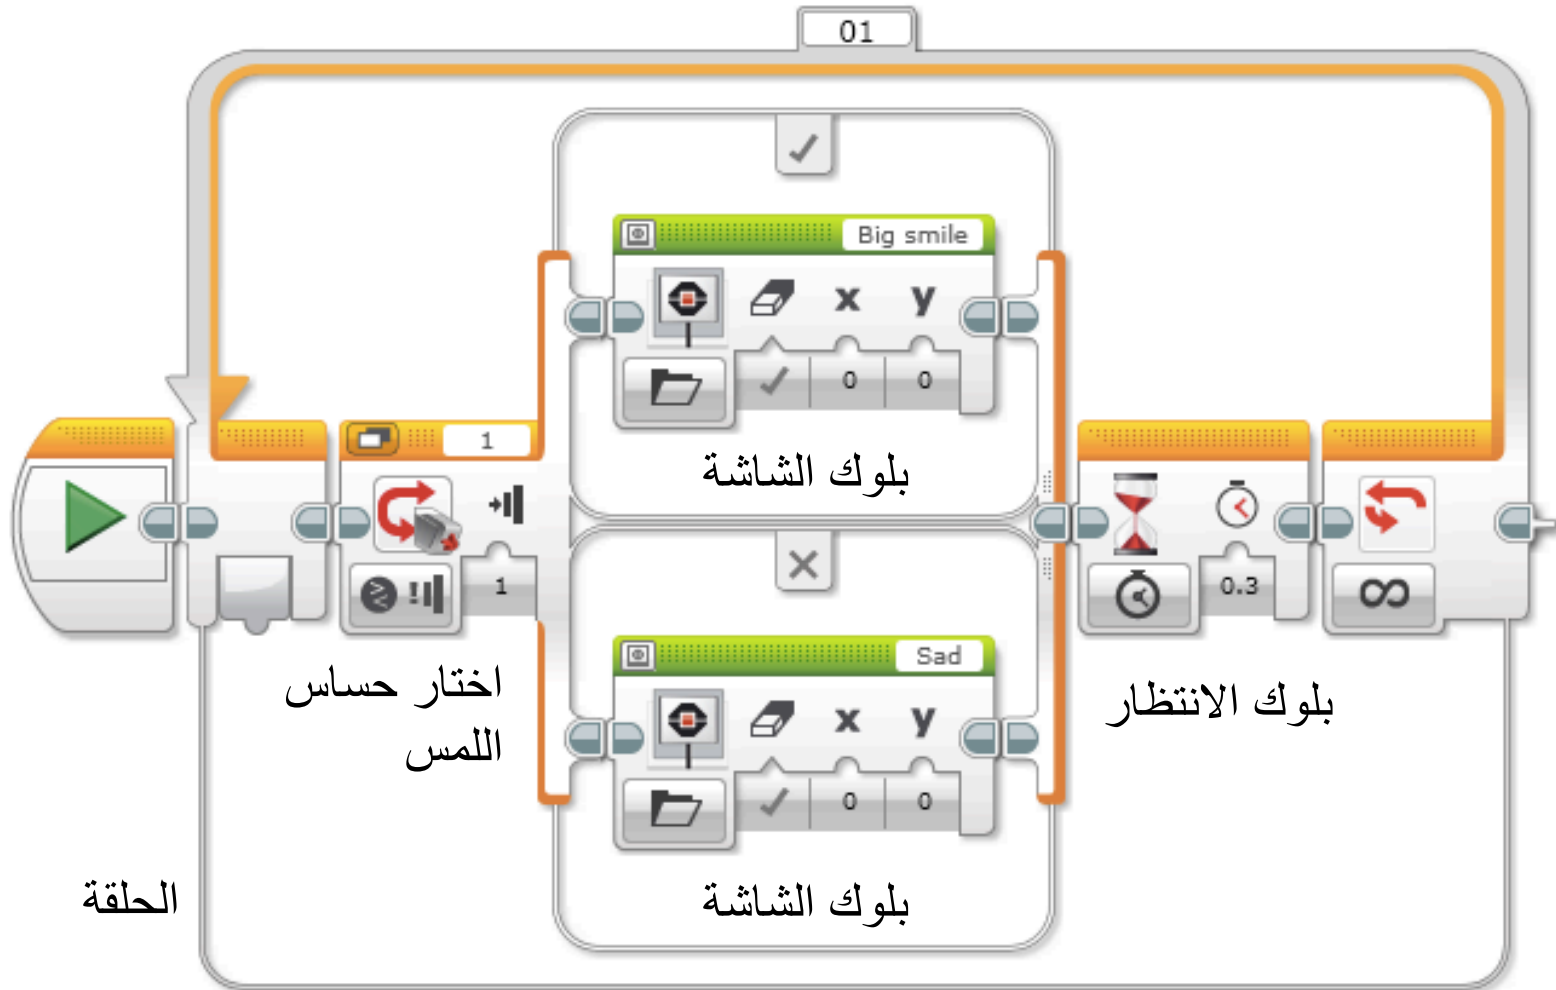 01
Big smile
x y
0 0
بلوك الشاشة
1
1
0.3
Sad
x y
0 0
اختار حساس
اللمس
بلوك الانتظار
بلوك الشاشة
الحلقة